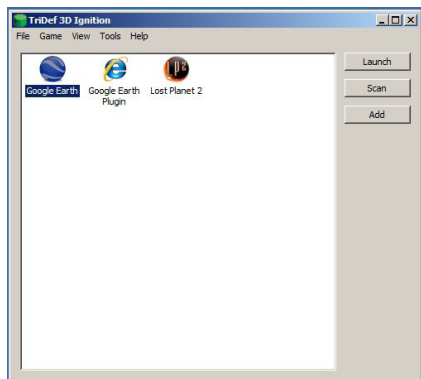 TriDef 3D Ignition
File Game View Tools Help
Google Earth
Google Earth Plugin
Lost Planet 2
Launch
Scan
Add